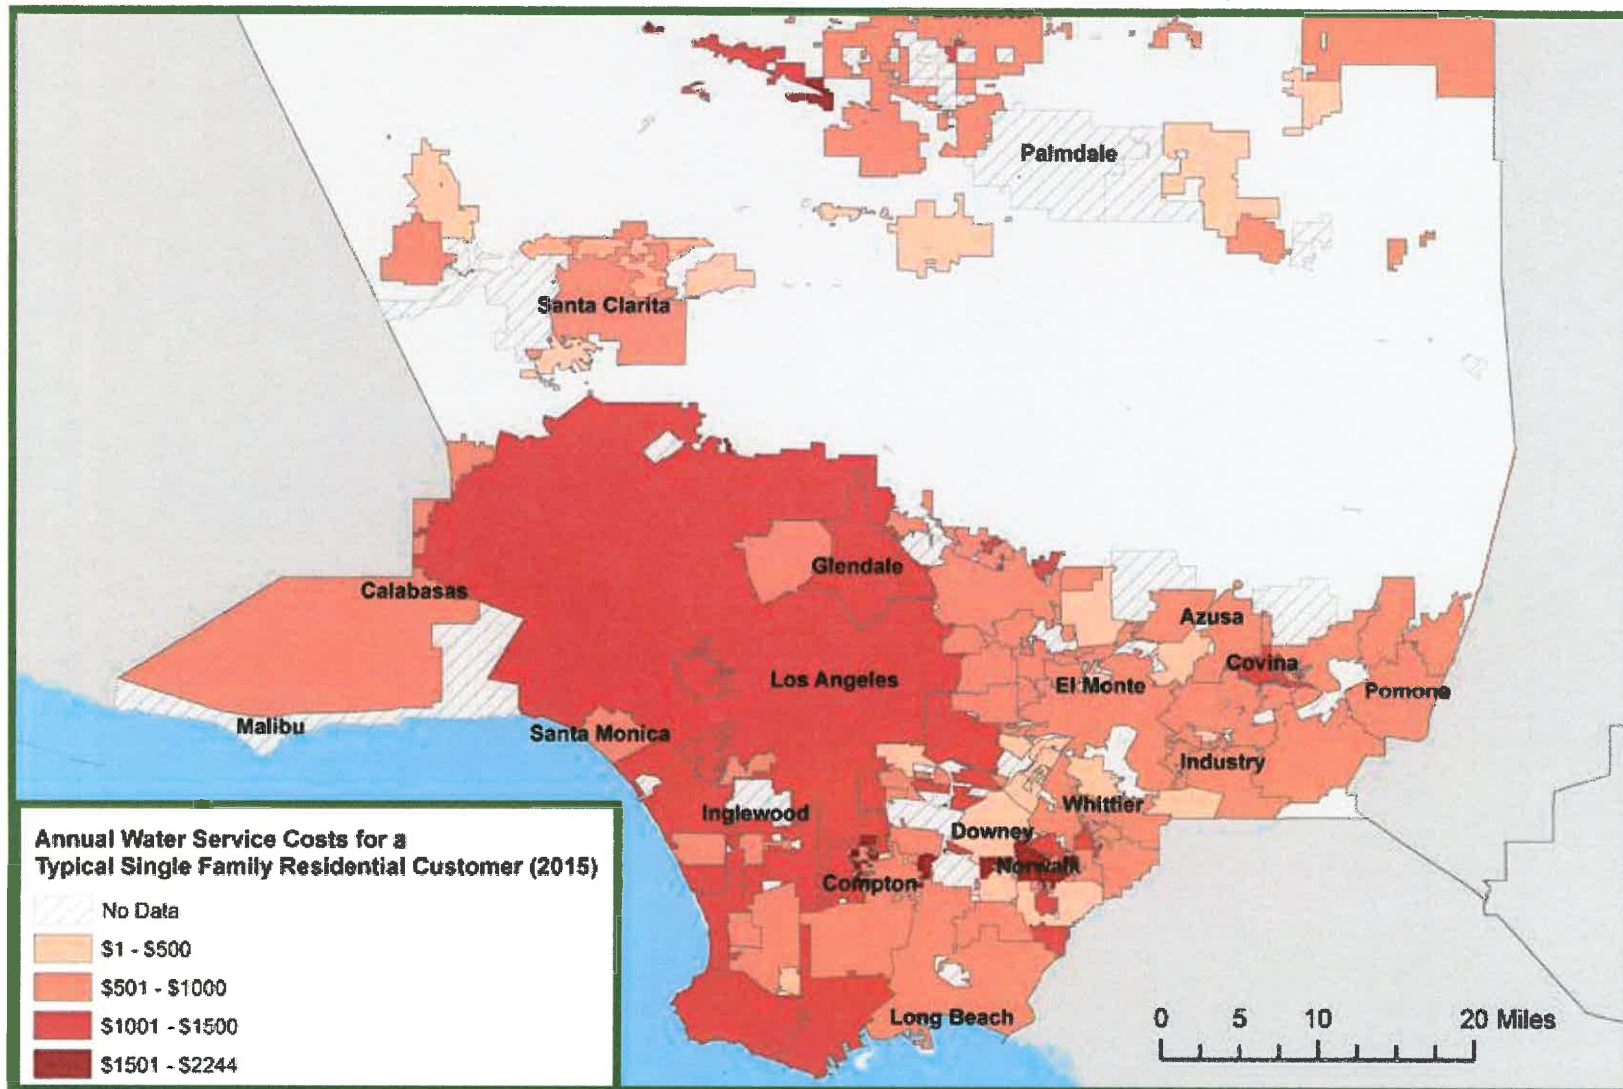 Palmdale
Santa Clarita
Glendale
Calabasas
Azusa
Covina
Los Angeles
El Monte
Pomona
Malibu
Santa Monica
Industry
Inglewood
Whittier
Downey
Norwalk
Compton
Long Beach
Annual Water Service Costs for a
Typical Single Family Residential Customer (2015)
No Data
$1 - $500
$501 - $1000
$1001 - $1500
$1501 - $2244
0 5 10 20 Miles